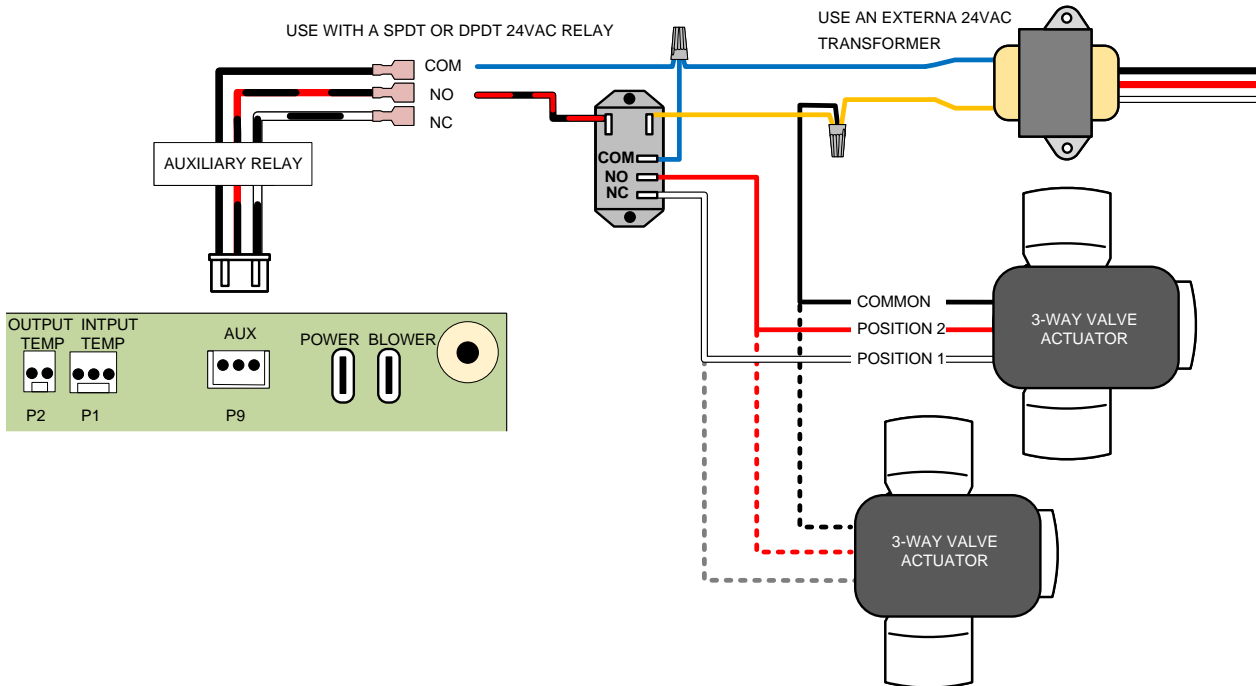 USE WITH A SPDT OR DPDT 24VAC RELAY
USE AN EXTERNA 24VAC
TRANSFORMER
COM
NO
NC
AUXILIARY RELAY
COM
NO
NC
COMMON
POSITION 2
POSITION 1
3-WAY VALVE
ACTUATOR
OUTPUT
TEMP
INTPUT
TEMP
AUX
POWER
BLOWER
P2
P1
P9
3-WAY VALVE
ACTUATOR